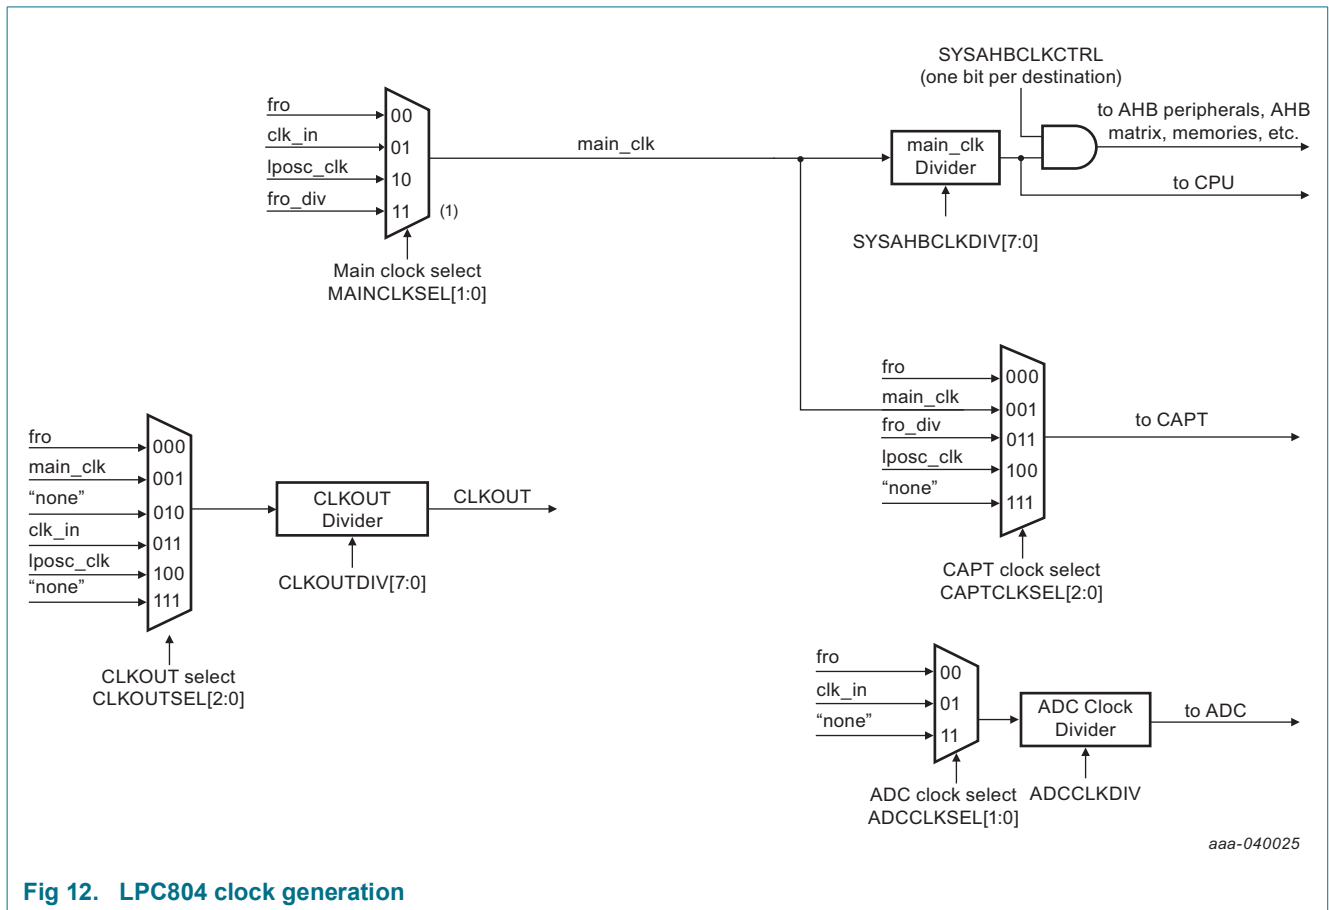 SYSAHBCLKCTRL
(one bit per destination)
fro
00
clk_in
01
lposc_clk
10
fro_div
11
(1)
main_clk
main_clk
Divider
to AHB peripherals, AHB
matrix, memories, etc.
to CPU
SYSAHBCLKDIV[7:0]
Main clock select
MAINCLKSEL[1:0]
fro
000
main_clk
001
fro_div
011
lposc_clk
100
“none”
111
to CAPT
CAPT clock select
CAPTCLKSEL[2:0]
fro
000
main_clk
001
“none”
010
clk_in
011
lposc_clk
100
“none”
111
CLKOUT
Divider
CLKOUT
CLKOUTDIV[7:0]
CLKOUT select
CLKOUTSEL[2:0]
fro
00
clk_in
01
“none”
11
ADC Clock
Divider
to ADC
ADC clock select
ADCCLKSEL[1:0]
ADCCLKDIV
aaa-040025
Fig 12. LPC804 clock generation